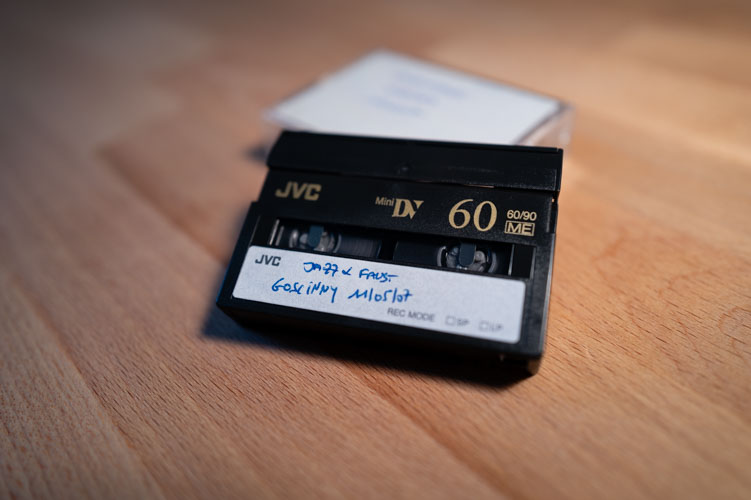 JVC
Mini DV 60 60/90
ME
JVC JAZZ & FAUST
GOSCINNY 11/05/07
REC MODE SP LP